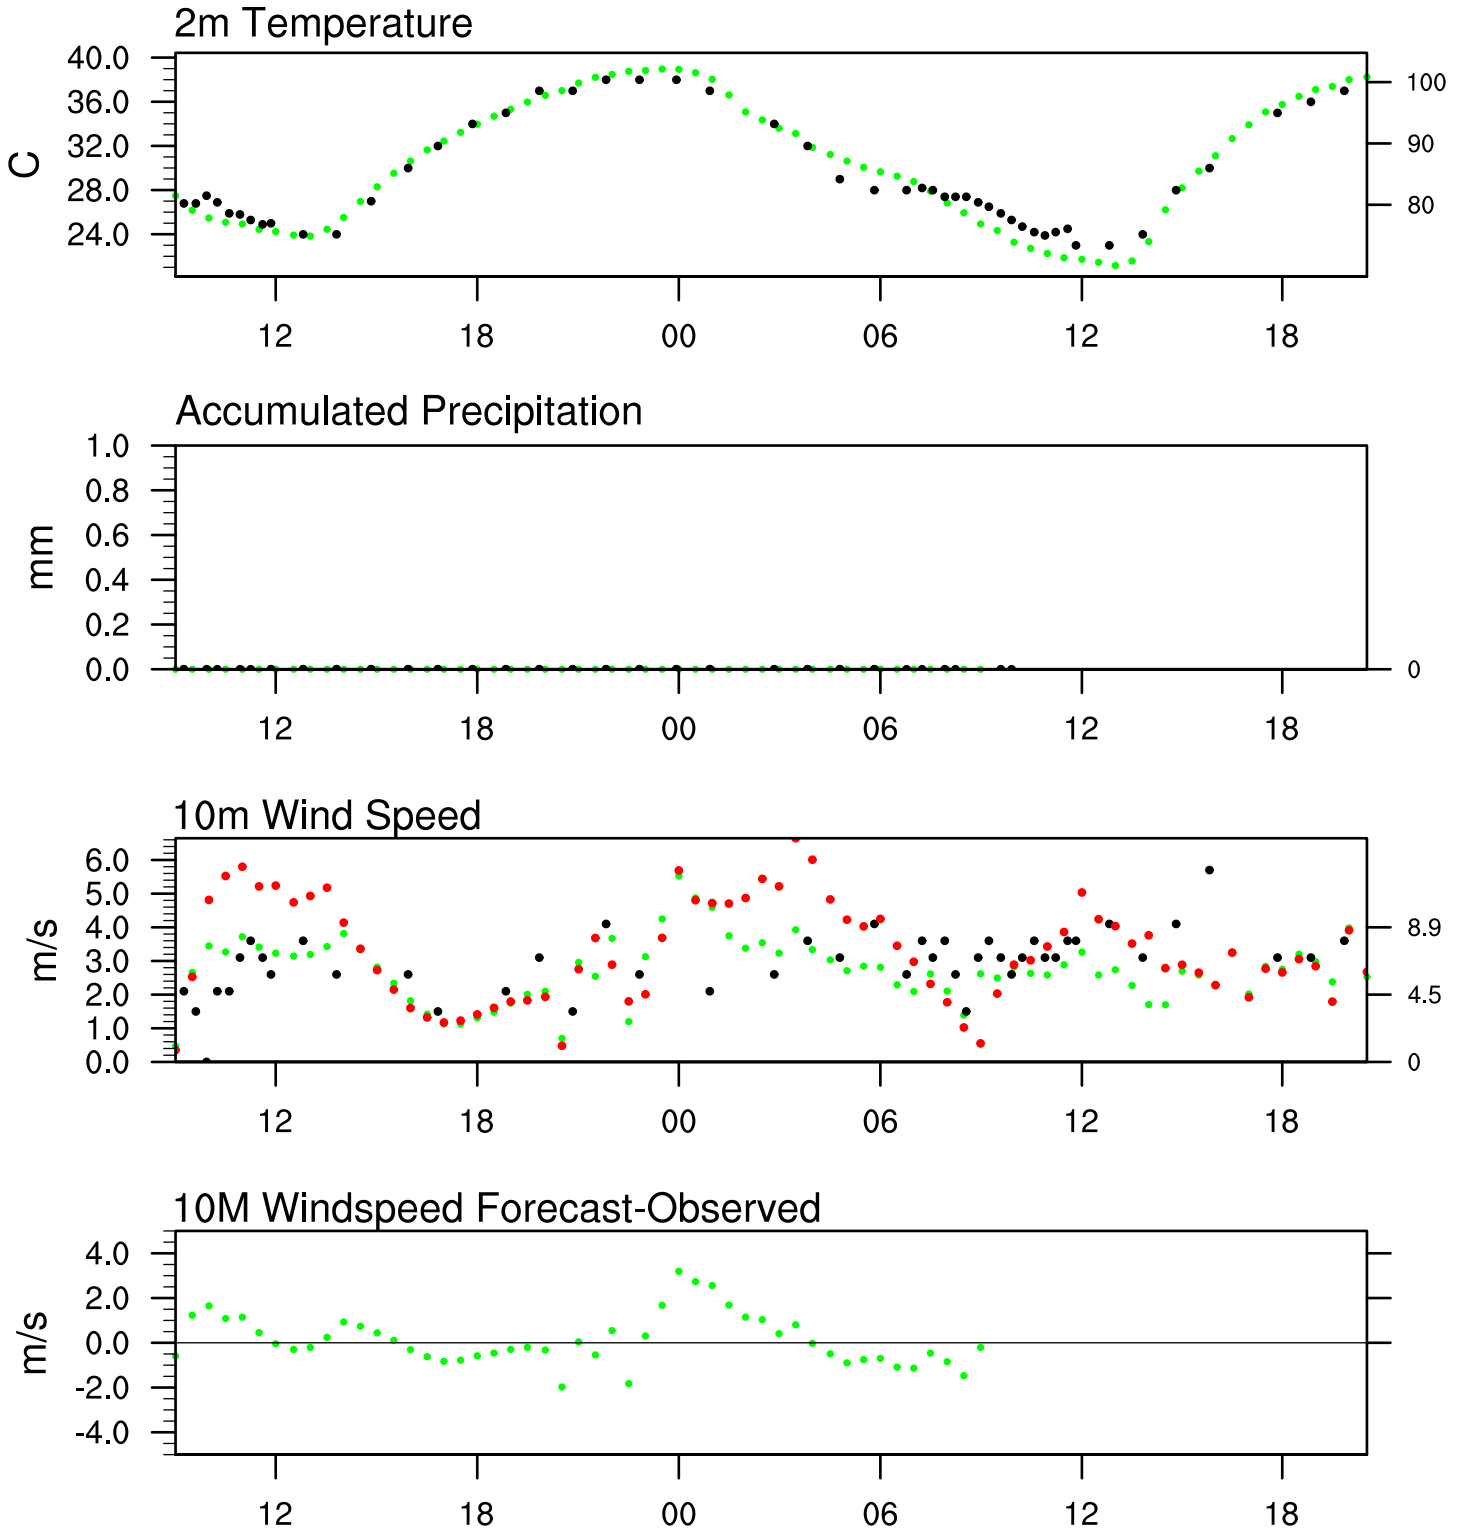 2m Temperature
40.0
36.0
32.0
28.0
24.0
C
100
90
80
12 18 00 06 12 18
Accumulated Precipitation
1.0
0.8
0.6
0.4
0.2
0.0
mm
0
12 18 00 06 12 18
10m Wind Speed
6.0
5.0
4.0
3.0
2.0
1.0
0.0
m/s
8.9
4.5
0
12 18 00 06 12 18
10M Windspeed Forecast-Observed
4.0
2.0
0.0
-2.0
-4.0
m/s
12 18 00 06 12 18